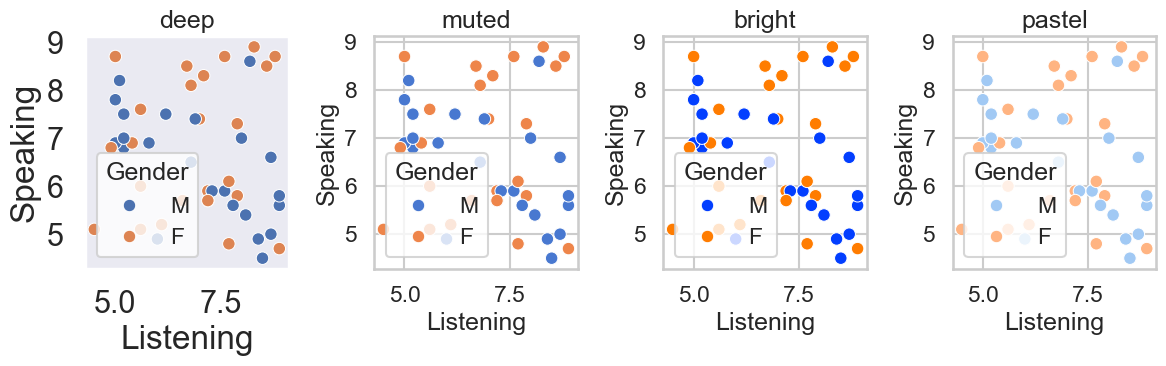 deep
Speaking
9
8
7
6
5
Gender
M
F
5.0 7.5
Listening
muted
Speaking
9
8
7
6
5
Gender
M
F
5.0 7.5
Listening
bright
Speaking
9
8
7
6
5
Gender
M
F
5.0 7.5
Listening
pastel
Speaking
9
8
7
6
5
Gender
M
F
5.0 7.5
Listening